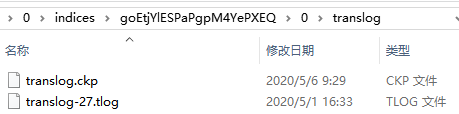 0 > indices > goEtjYlESPaPgpM4YePXEQ > 0 > translog
名称 修改日期 类型
translog.ckp 2020/5/6 9:29 CKP 文件
translog-27.tlog 2020/5/1 16:33 TLOG 文件